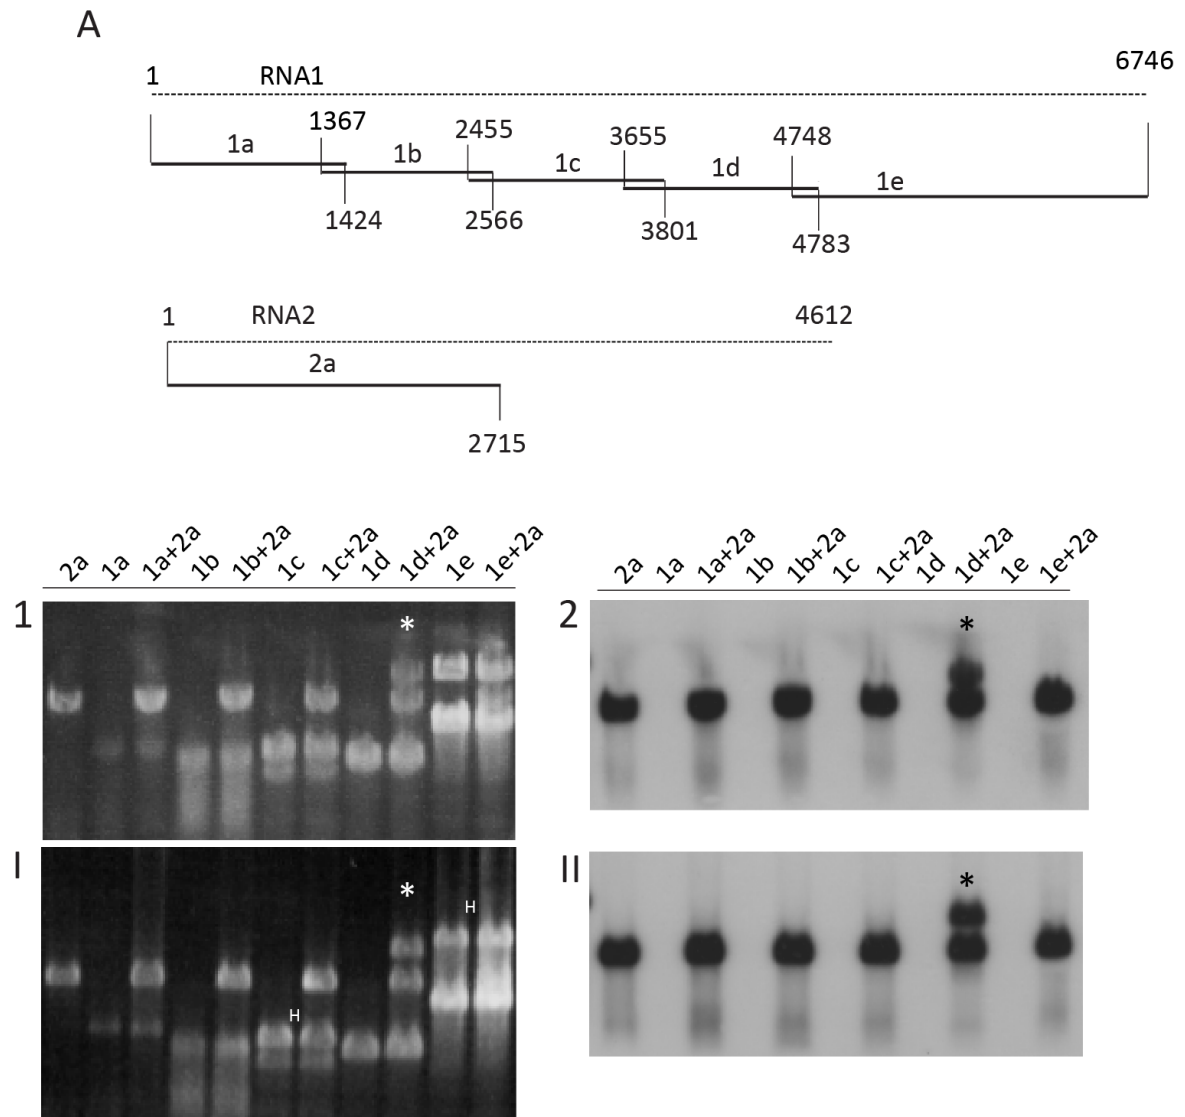 A
1 RNA1 6746
1367 2455 3655 4748
1a 1b 1c 1d 1e
1424 2566 3801 4783
1 RNA2 4612
2a
2715
2a 1a 1a+2a 1b 1b+2a 1c 1c+2a 1d 1d+2a 1e 1e+2a
1
*
2a 1a 1a+2a 1b 1b+2a 1c 1c+2a 1d 1d+2a 1e 1e+2a
2
*
I
*
H
H
II
*